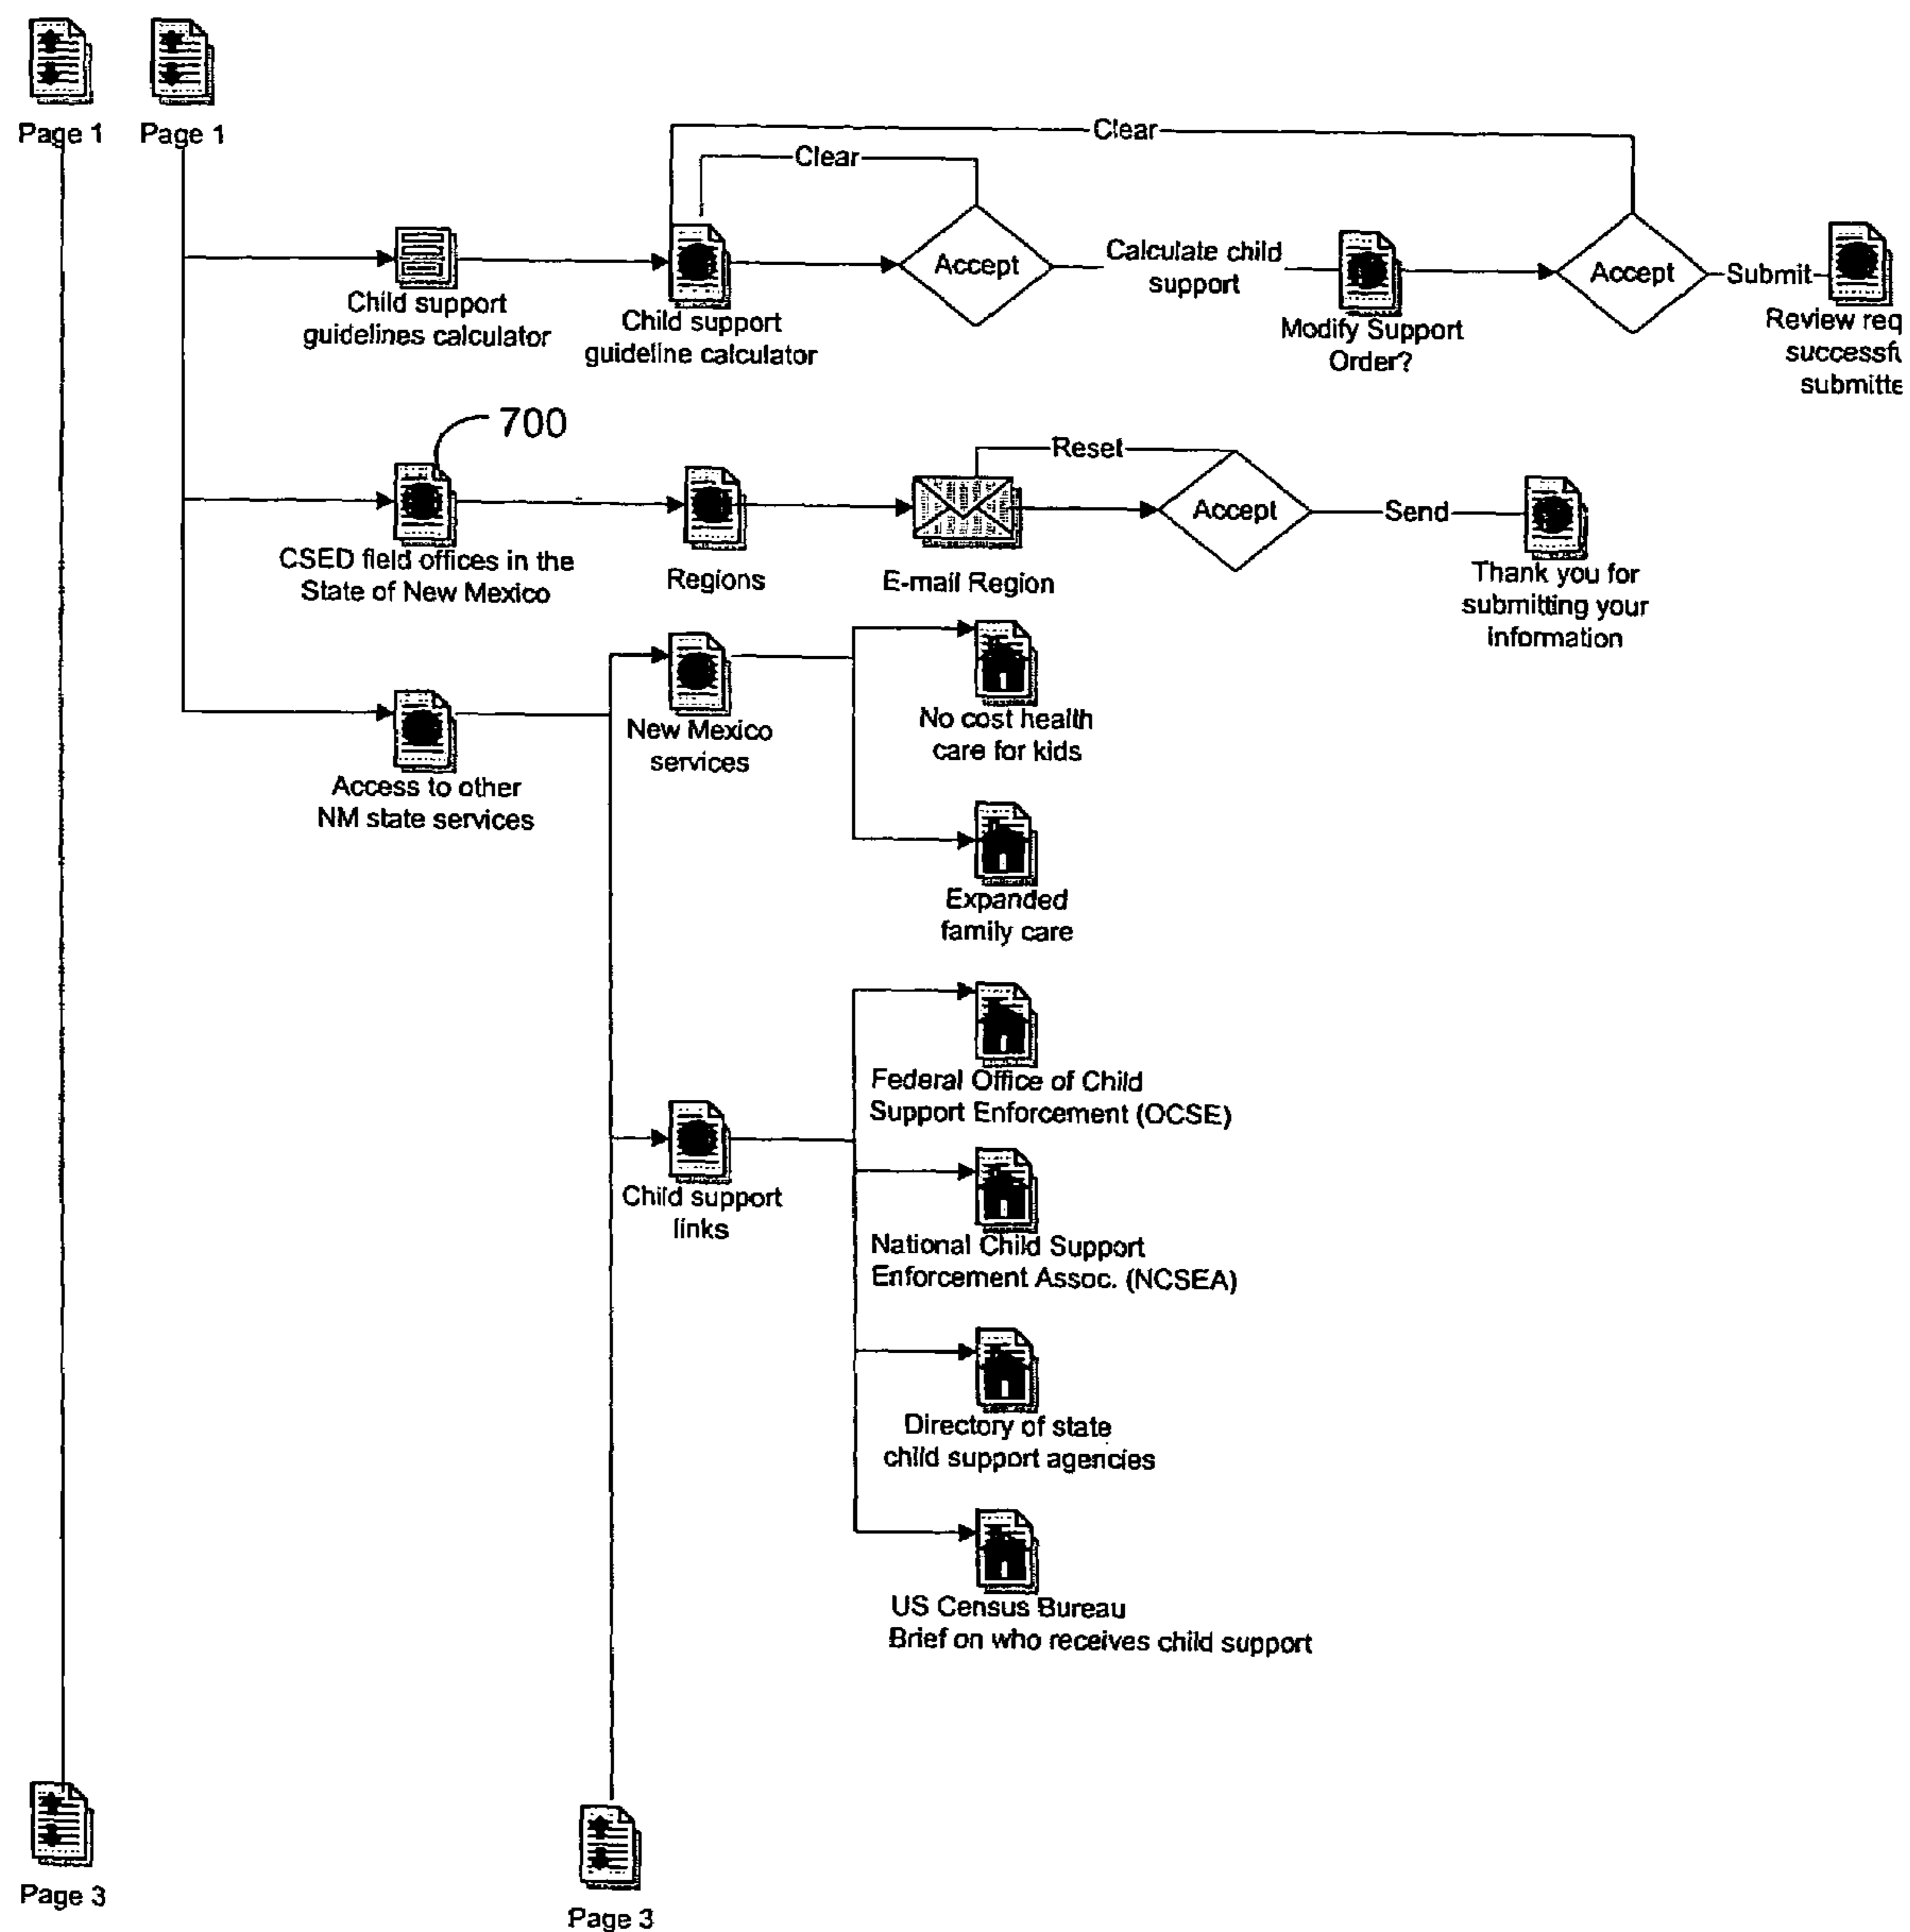 Page 1
Page 1
Clear
Clear
Child support
guidelines calculator
Child support
guideline calculator
Accept
Calculate child
support
Modify Support
Order?
Accept
Submit
Review req
successfu
submitte
700
CSED field offices in the
State of New Mexico
Regions
E-mail Region
Reset
Accept
Send
Thank you for
submitting your
information
Access to other
NM state services
New Mexico
services
No cost health
care for kids
Expanded
family care
Federal Office of Child
Support Enforcement (OCSE)
Child support
links
National Child Support
Enforcement Assoc. (NCSEA)
Directory of state
child support agencies
US Census Bureau
Brief on who receives child support
Page 3
Page 3